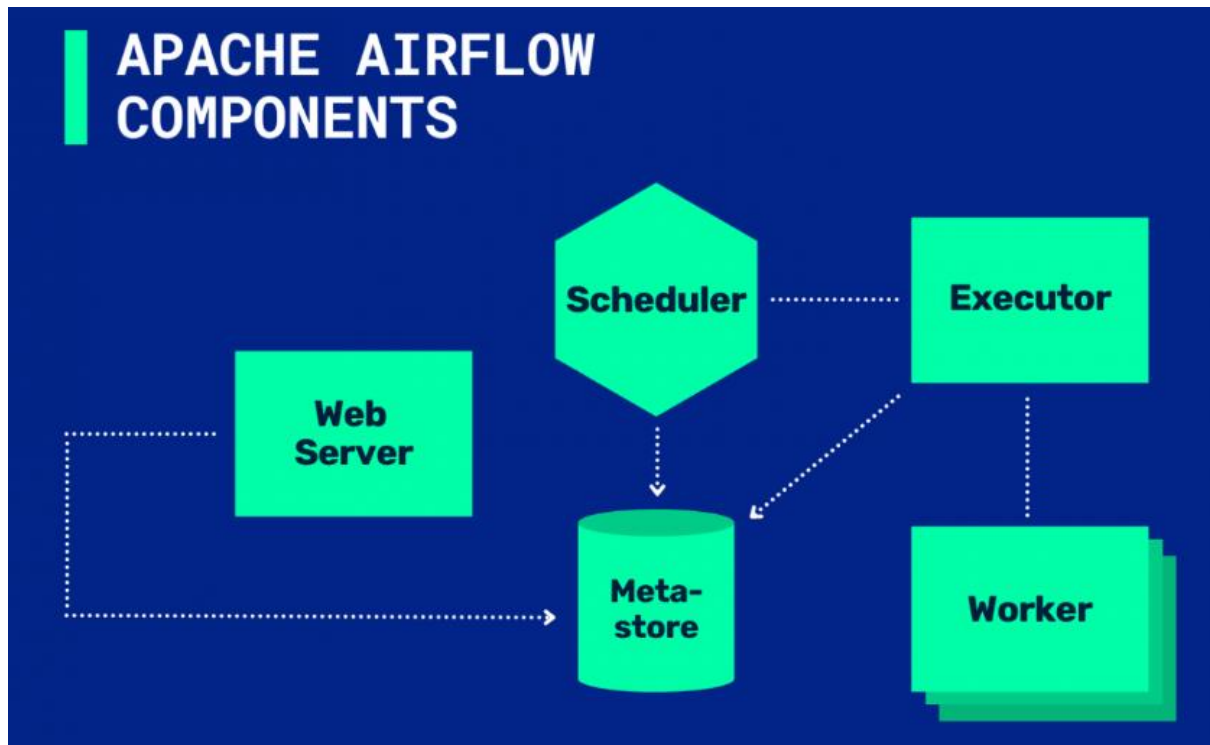 APACHE AIRFLOW
COMPONENTS
Scheduler
Executor
Web
Server
Meta-
store
Worker